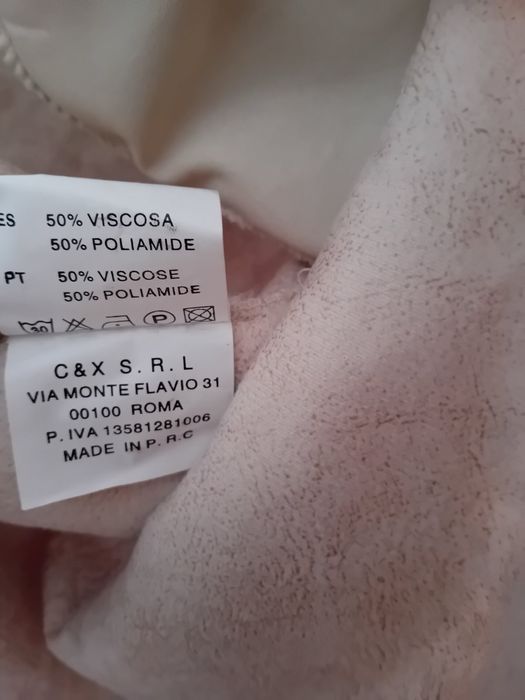 ES 50% VISCOSA
50% POLIAMIDE
PT 50% VISCOSE
50% POLIAMIDE
30 P
C&X S.R.L
VIA MONTE FLAVIO 31
00100 ROMA
P. IVA 13581281006
MADE IN P.R.C